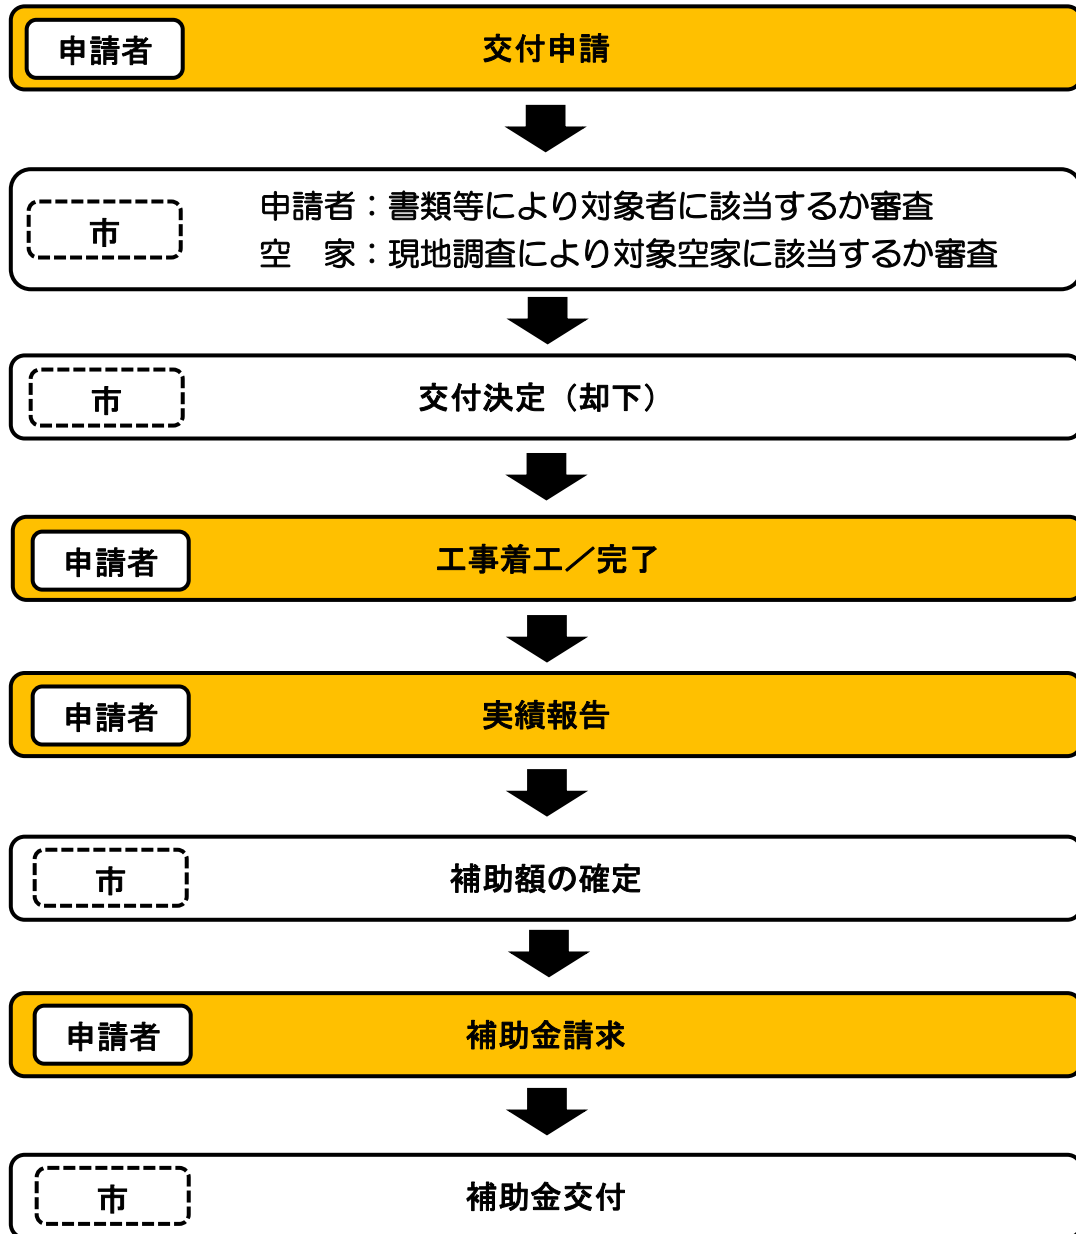 申請者 交付申請
市
申請者：書類等により対象者に該当するか審査
空　家：現地調査により対象空家に該当するか審査
市 交付決定（却下）
申請者 工事着工／完了
申請者 実績報告
市 補助額の確定
申請者 補助金請求
市 補助金交付